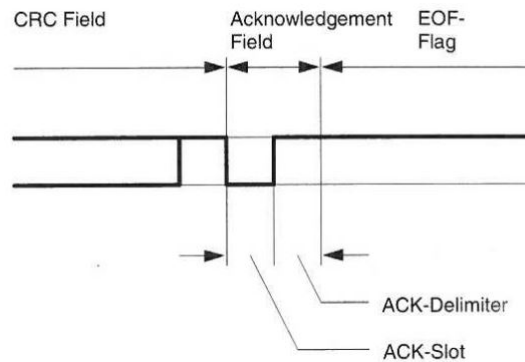 CRC Field
Acknowledgement
Field
EOF-
Flag
ACK-Delimiter
ACK-Slot